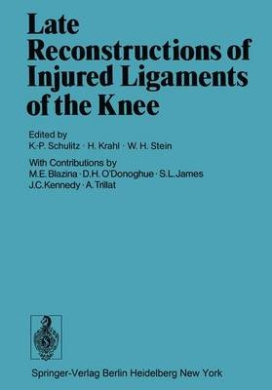 Late
Reconstructions of
Injured Ligaments
of the Knee
Edited by
K.-P. Schulitz · H. Krahl · W. H. Stein
With Contributions by
M.E. Blazina · D.H. O'Donoghue · S.L. James
J.C. Kennedy · A. Trillat
Springer-Verlag Berlin Heidelberg New York